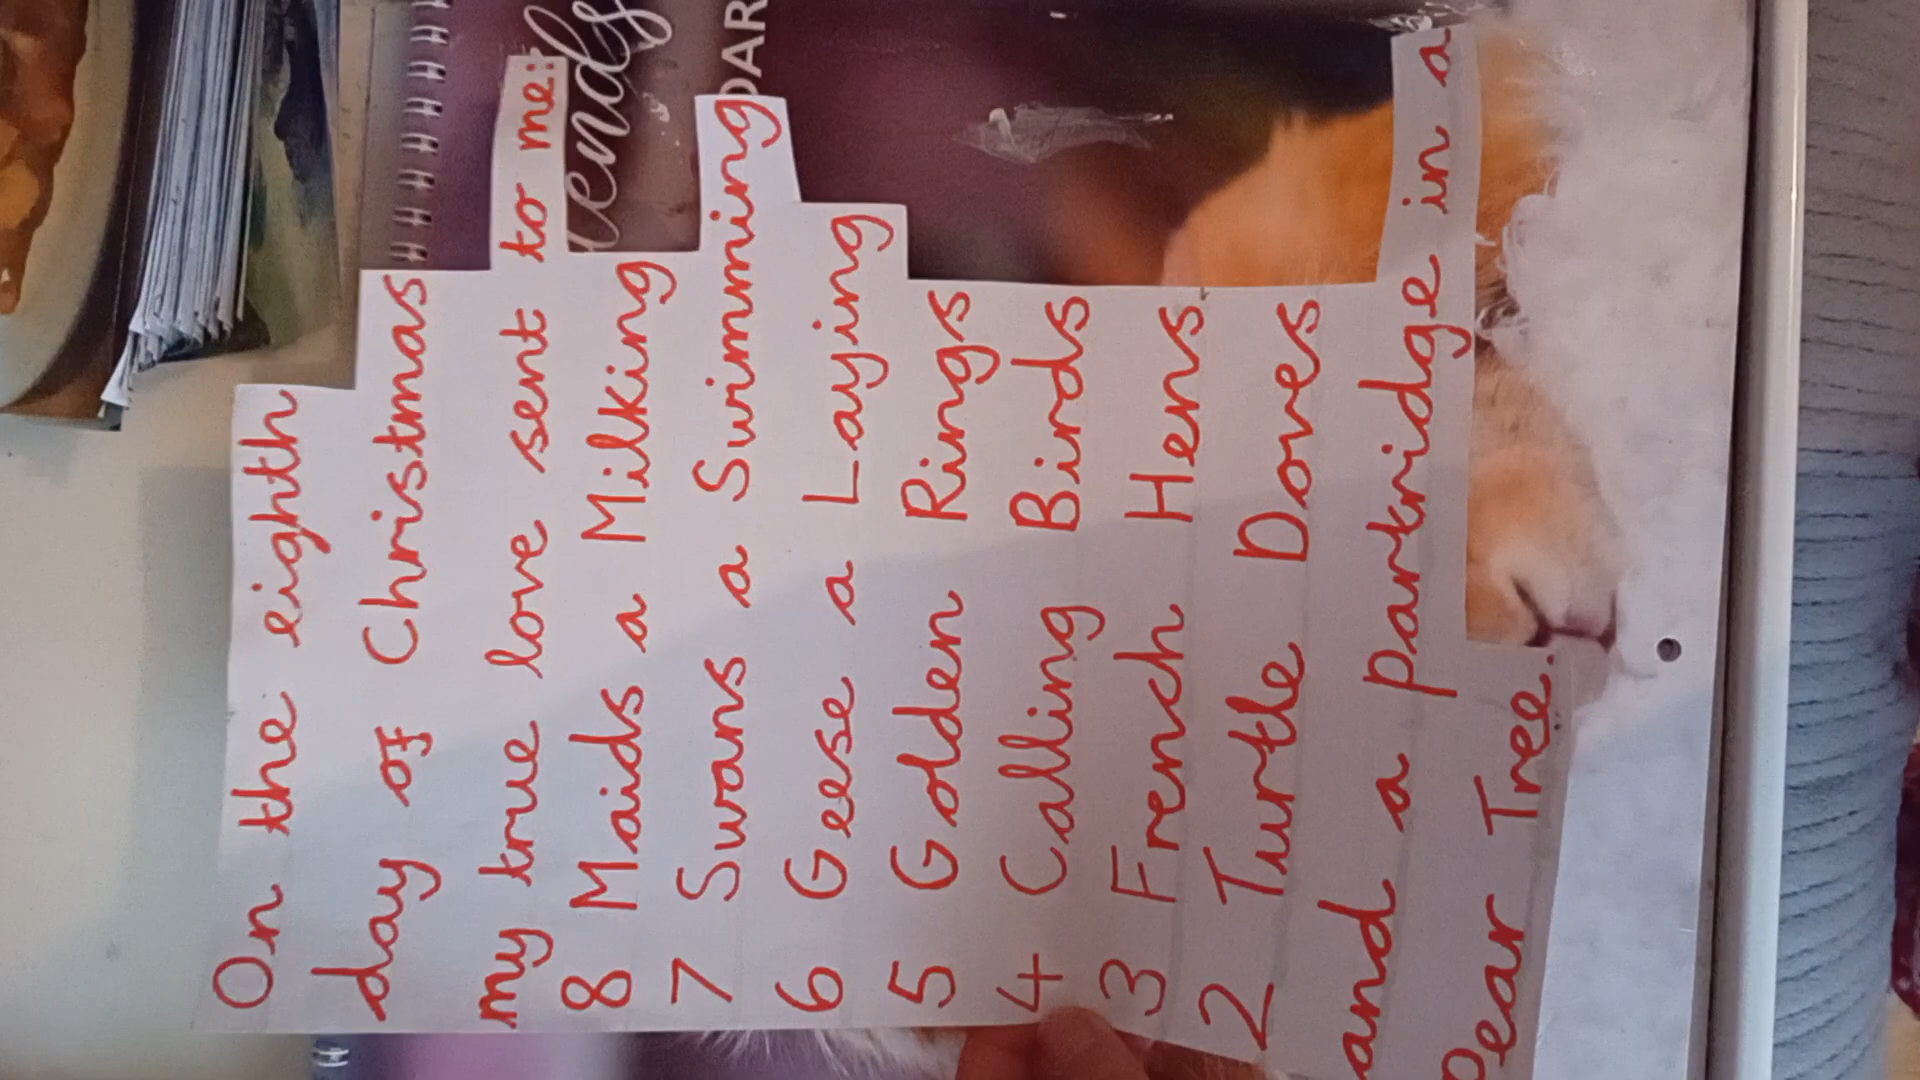 On the eighth
day of Christmas
my true love sent to me:
8 Maids a Milking
7 Swans a Swimming
6 Geese a Laying
5 Golden Rings
4 Calling Birds
3 French Hens
2 Turtle Doves
and a partridge in a
Pear Tree.